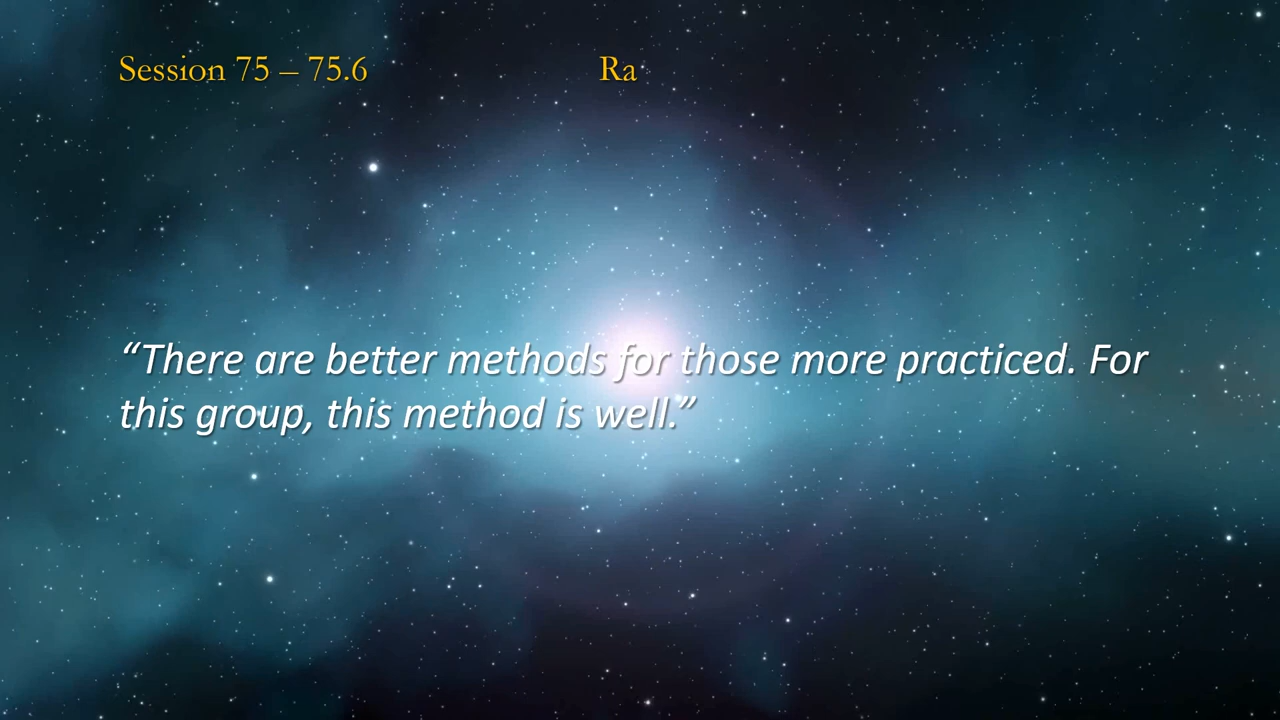 Session 75 – 75.6
Ra
“There are better methods for those more practiced. For
this group, this method is well.”